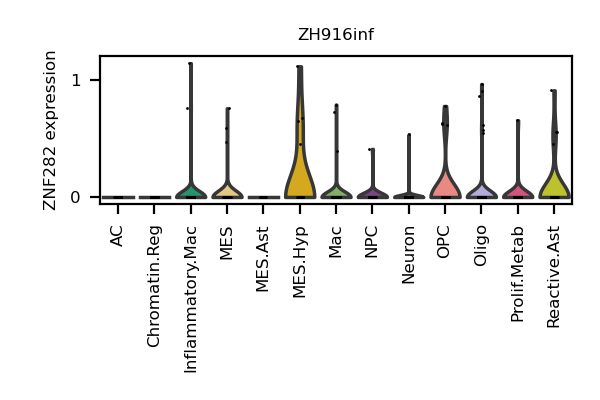 ZH916inf
ZNF282 expression
1
0
AC
Chromatin.Reg
Inflammatory.Mac
MES
MES.Ast
MES.Hyp
Mac
NPC
Neuron
OPC
Oligo
Prolif.Metab
Reactive.Ast